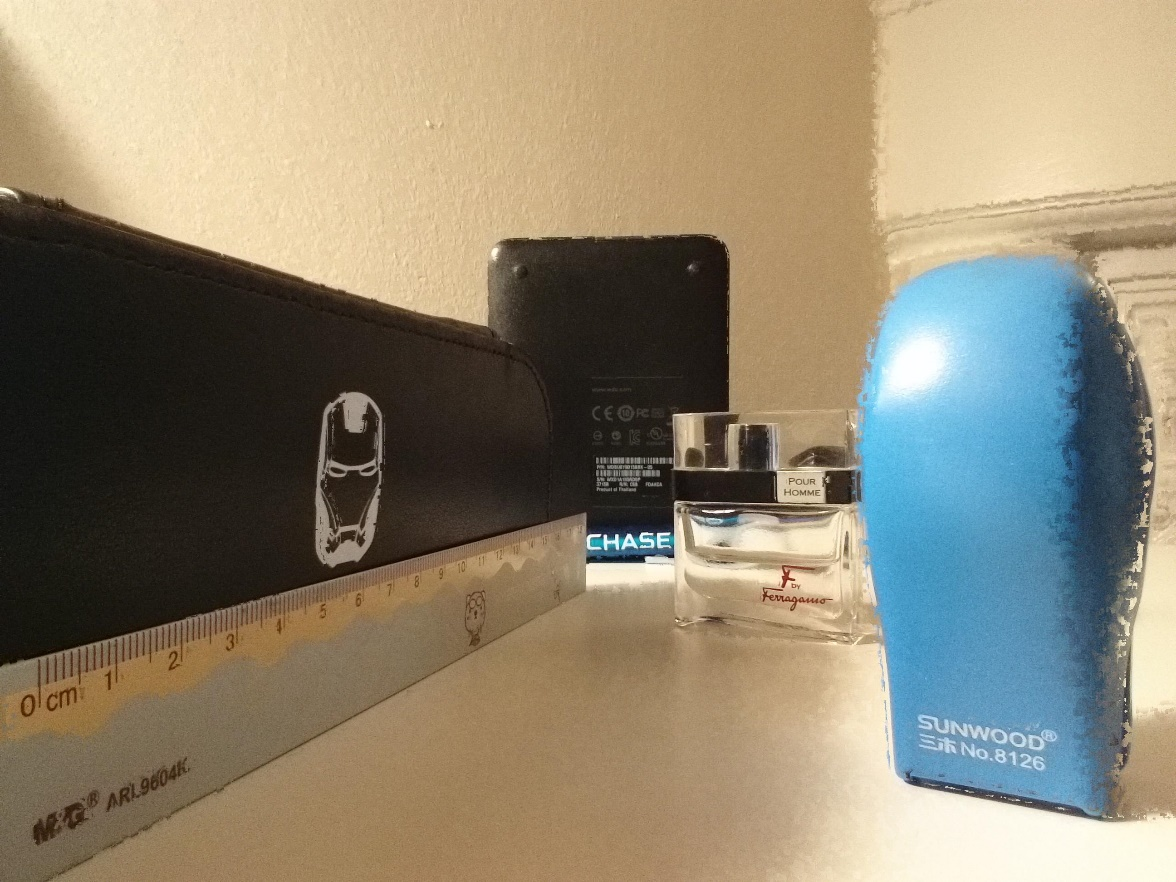 0 cm 1 2 3 4 5 6 7 8 9 10 11 12 13 14 15
M&G® ARL9604K
Product of Thailand
CHASE
POUR
HOMME
F
BY
Ferragamo
SUNWOOD®
三木 No.8126